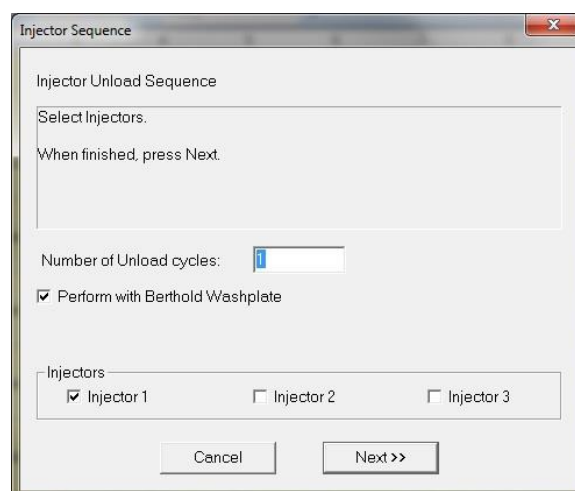 Injector Sequence
Injector Unload Sequence
Select Injectors.
When finished, press Next.
Number of Unload cycles: 1
Perform with Berthold Washplate
Injectors
Injector 1 Injector 2 Injector 3
Cancel Next >>